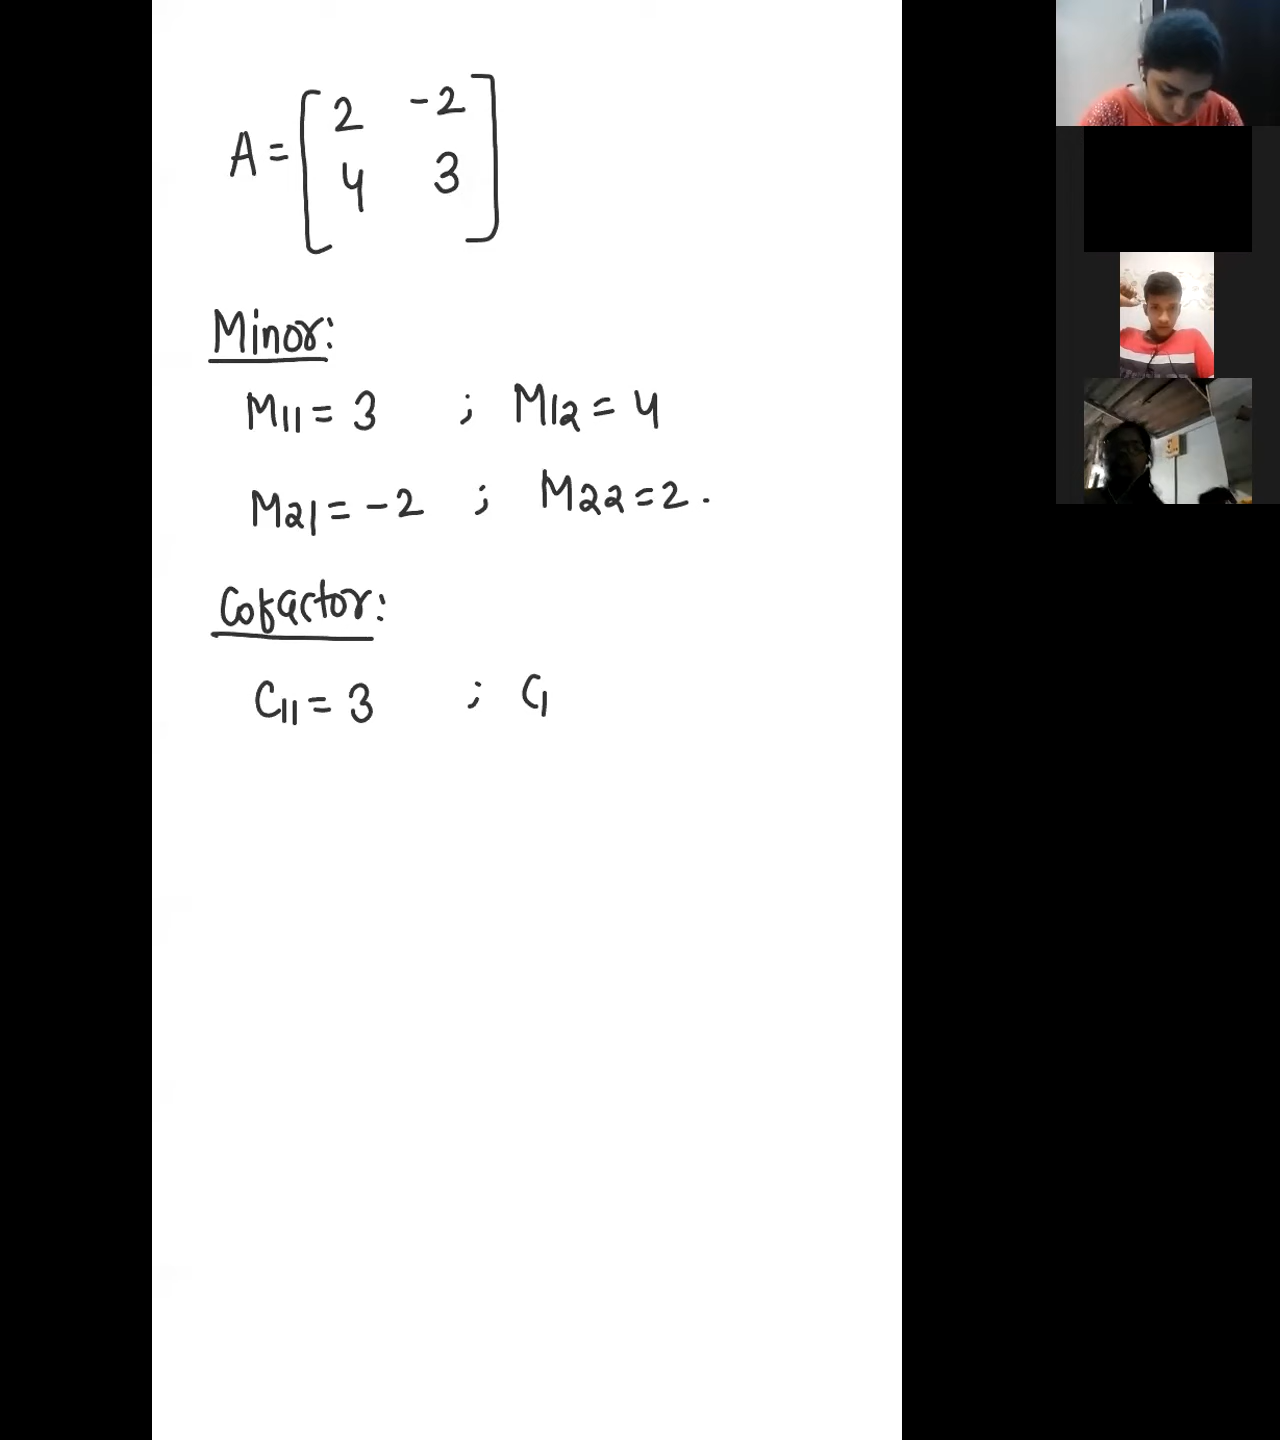 A = [ 2 -2
4 3 ]
Minor:
M11 = 3 ; M12 = 4
M21 = -2 ; M22 = 2.
Cofactor:
C11 = 3 ; C1